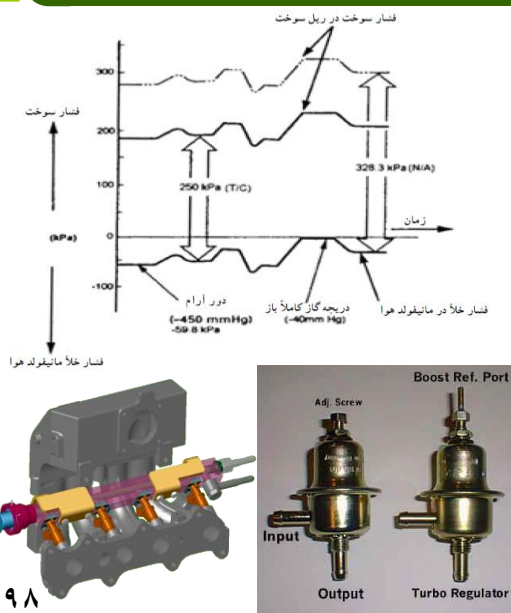 فشار سوخت در ریل سوخت
فشار سوخت
300
200
100
0
-100
(kPa)
250 kPa (T/C)
328.3 kPa (N/A)
زمان
دور آرام
(-450 mmHg)
-59.8 kPa
دریچه گاز کاملاً باز
(-40mm Hg)
فشار خلأ در مانیفولد هوا
فشار خلأ مانیفولد هوا
Boost Ref. Port
Adj. Screw
Input
Output
Turbo Regulator
۹۸